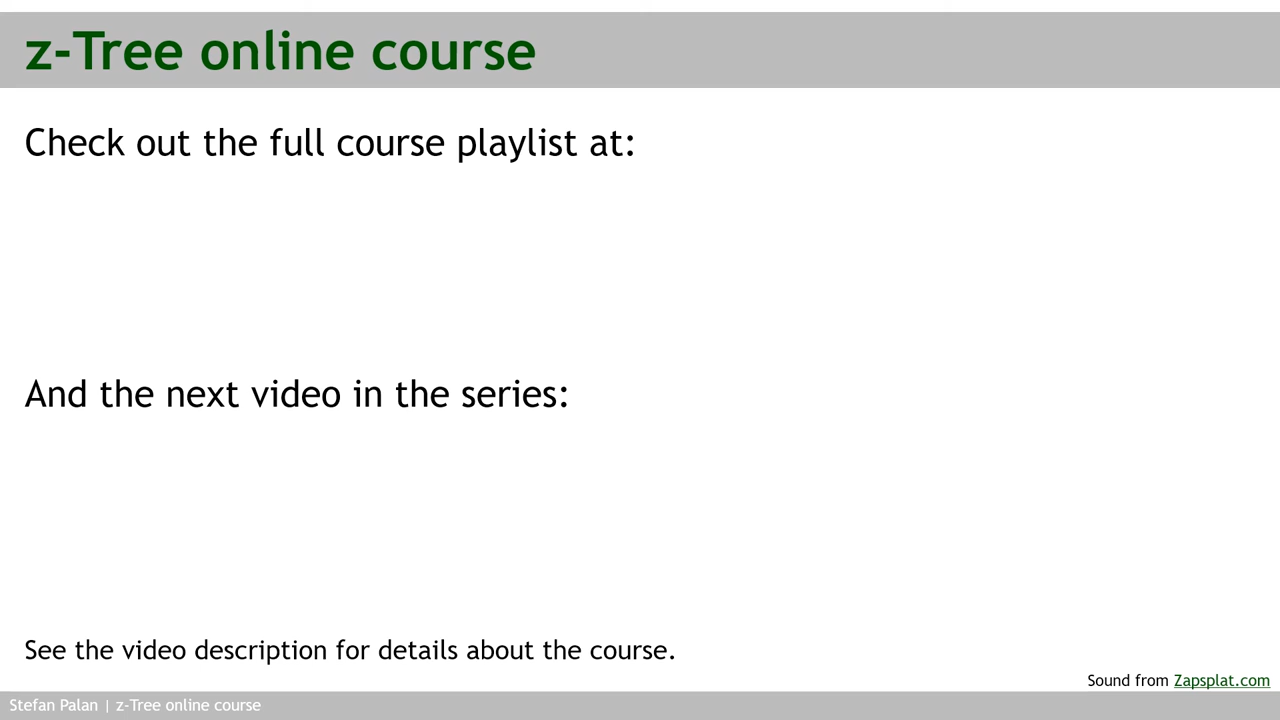 z-Tree online course
Check out the full course playlist at:
And the next video in the series:
See the video description for details about the course.
Sound from Zapsplat.com
Stefan Palan | z-Tree online course